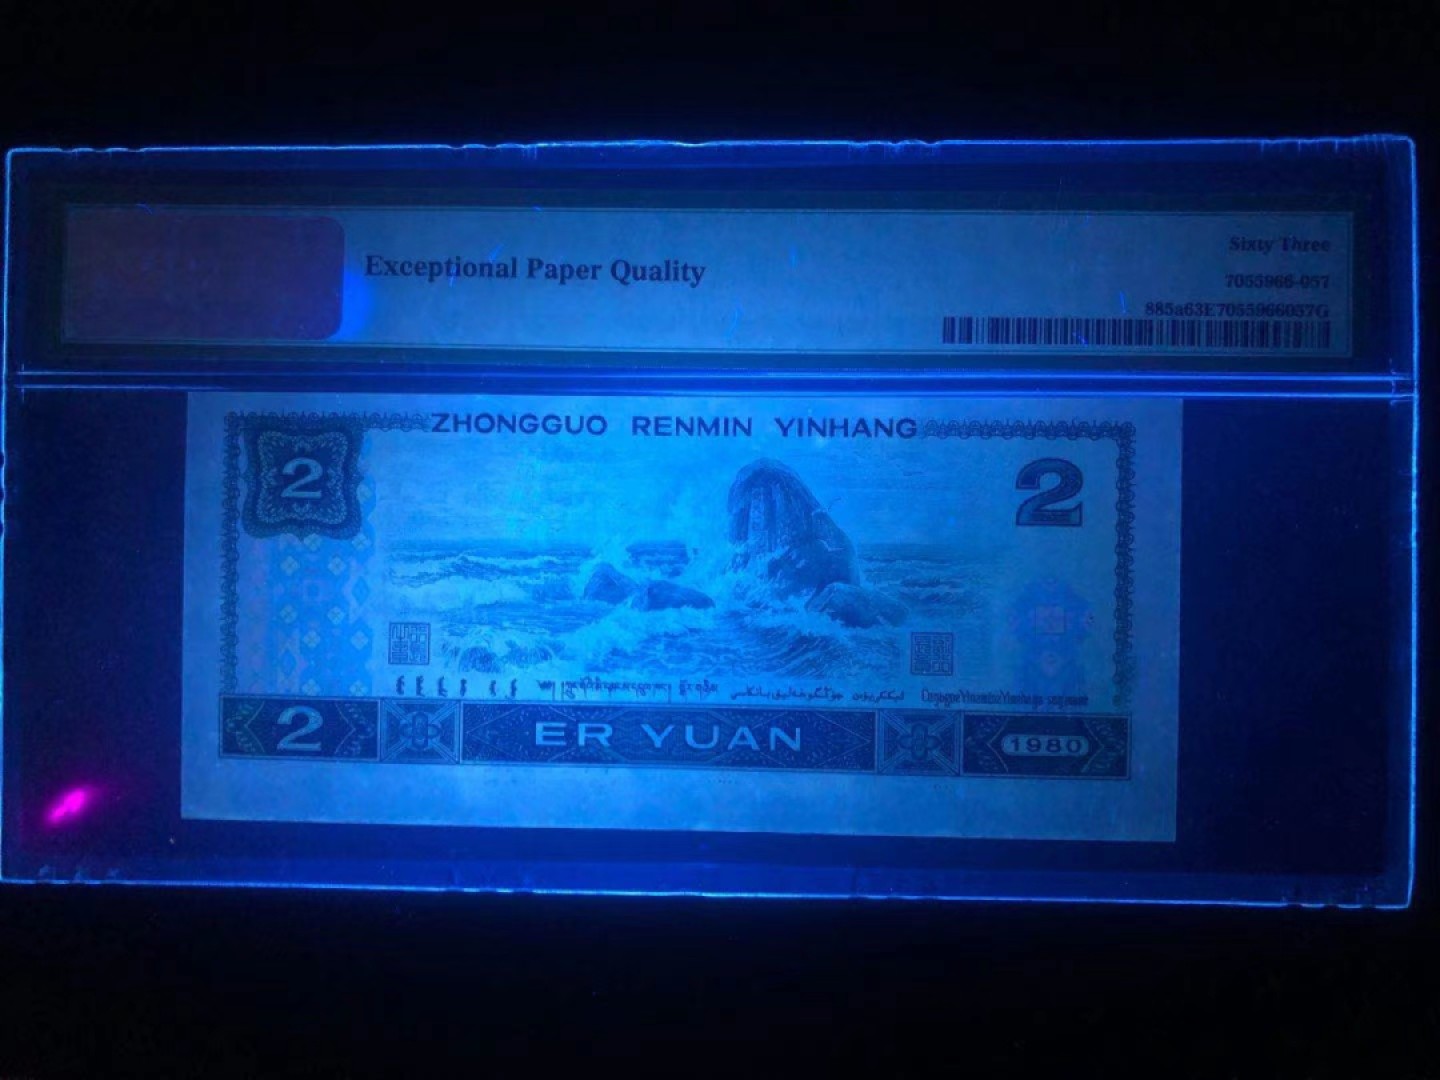 Exceptional Paper Quality
Sixty Three
7055966-057
885a63E7055966057G
ZHONGGUO RENMIN YINHANG
2
2
2
ER YUAN
1980